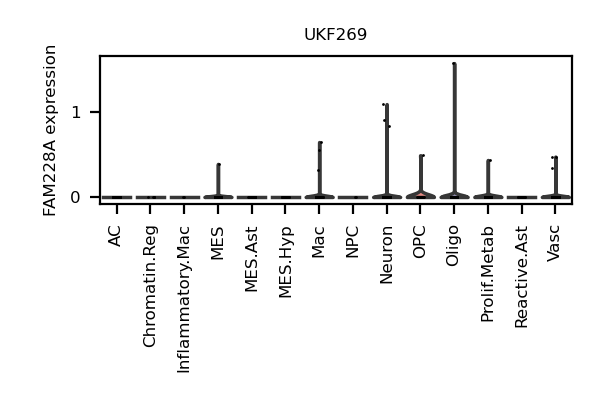 UKF269
FAM228A expression
1
0
AC
Chromatin.Reg
Inflammatory.Mac
MES
MES.Ast
MES.Hyp
Mac
NPC
Neuron
OPC
Oligo
Prolif.Metab
Reactive.Ast
Vasc